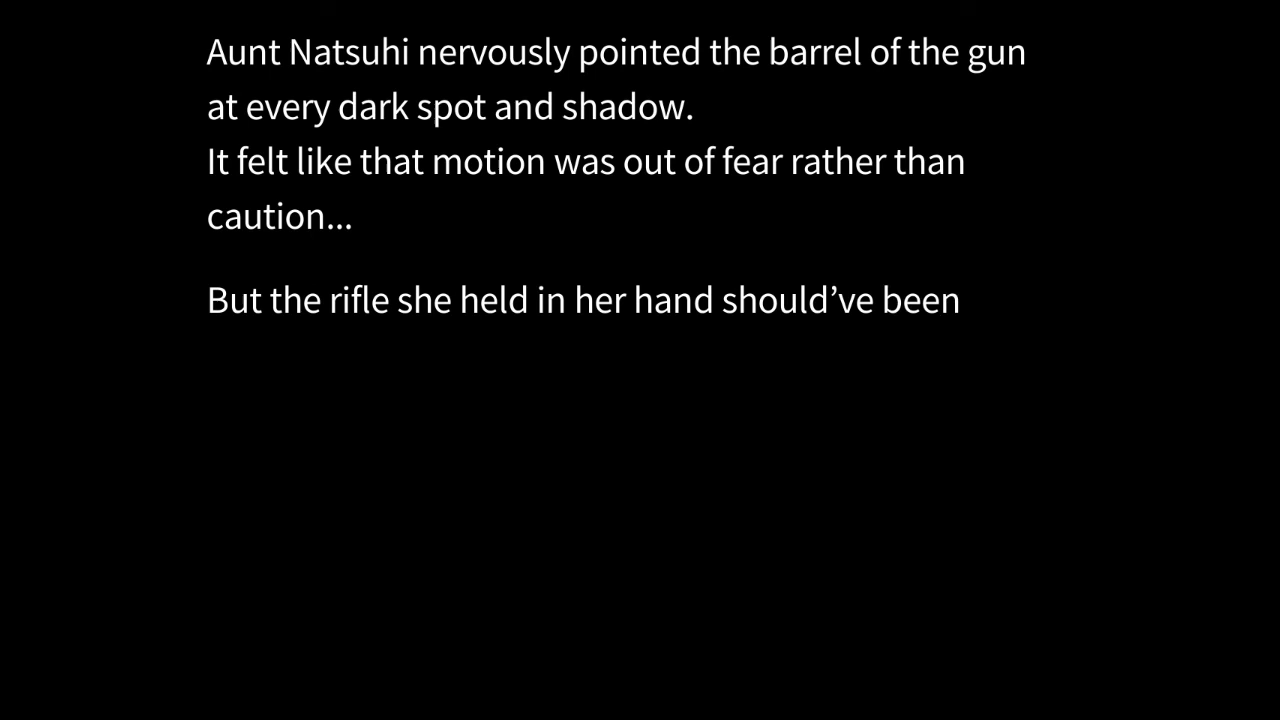 Aunt Natsuhi nervously pointed the barrel of the gun
at every dark spot and shadow.
It felt like that motion was out of fear rather than
caution...
But the rifle she held in her hand should’ve been